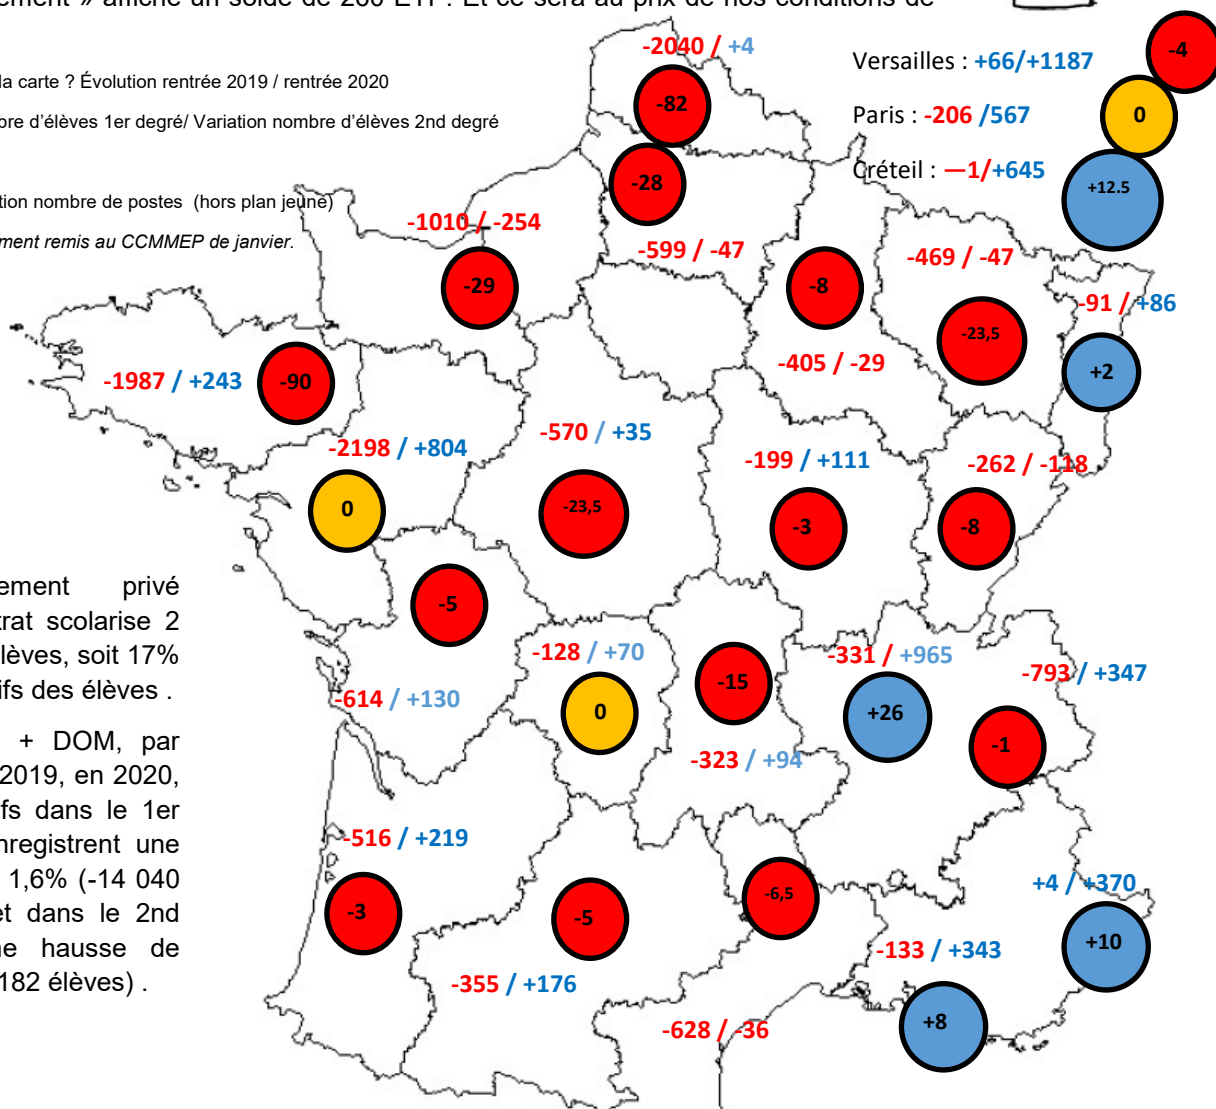 ement » affiche un solde de 200 ETP. Et ce sera au prix de nos conditions de
la carte ? Évolution rentrée 2019 / rentrée 2020
bre d'élèves 1er degré/ Variation nombre d'élèves 2nd degré
tion nombre de postes (hors plan jeune)
ment remis au CCMMEP de janvier.
-2040 / +4
-82
Versailles : +66/+1187
-4
Paris : -206 /567
0
Créteil : —1/+645
+12.5
-28
-599 / -47
-1010 / -254
-29
-8
-405 / -29
-469 / -47
-23,5
-91 / +86
+2
-1987 / +243
-90
-2198 / +804
0
-570 / +35
-23,5
-199 / +111
-3
-262 / -118
-8
-5
-614 / +130
-128 / +70
0
-15
-323 / +94
-331 / +965
+26
-793 / +347
-1
-516 / +219
-3
-5
-355 / +176
-6,5
-628 / -36
+4 / +370
+10
-133 / +343
+8
ement privé
trat scolarise 2
lèves, soit 17%
ifs des élèves .
+ DOM, par
2019, en 2020,
fs dans le 1er
nregistrent une
1,6% (-14 040
et dans le 2nd
ne hausse de
182 élèves) .